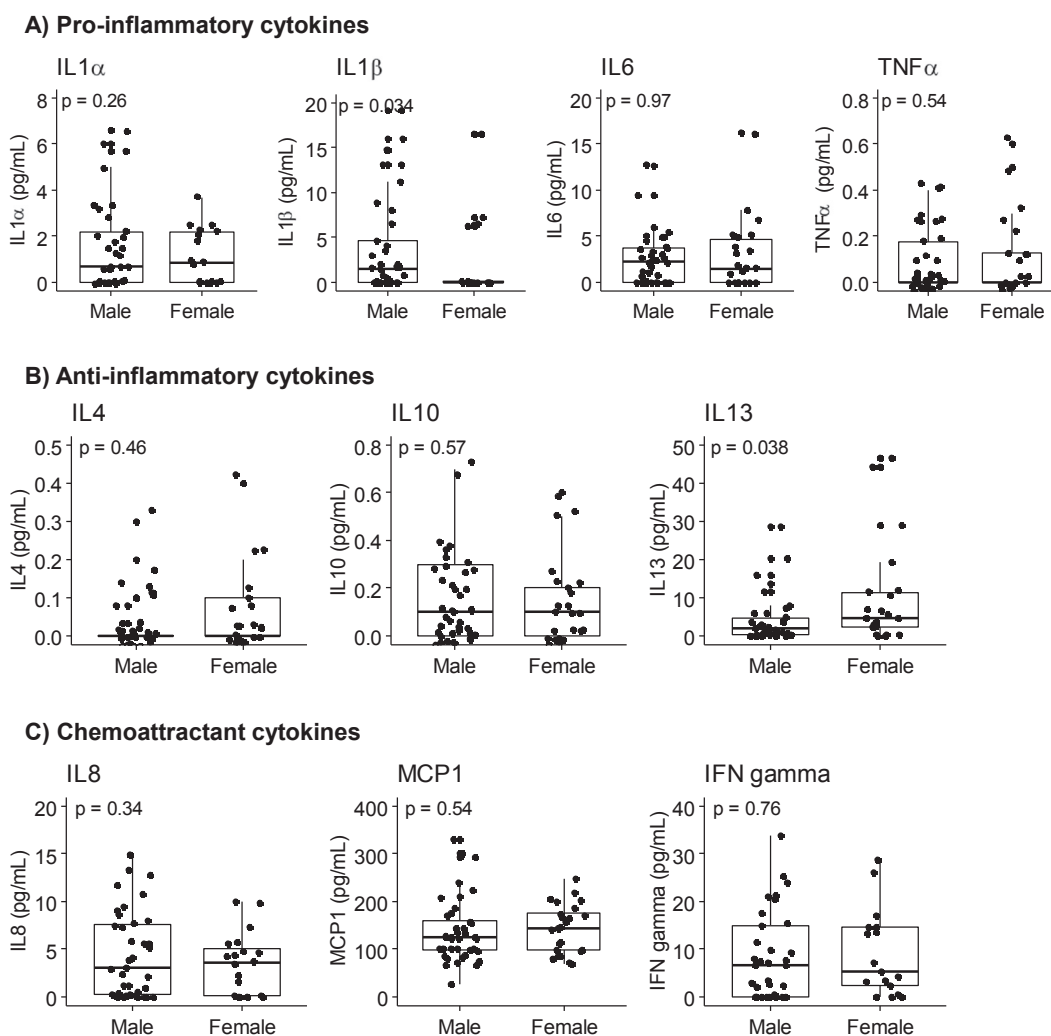 A) Pro-inflammatory cytokines
IL1α IL1β IL6 TNFα
p = 0.26 p = 0.034 p = 0.97 p = 0.54
IL1α (pg/mL) IL1β (pg/mL) IL6 (pg/mL) TNFα (pg/mL)
8 20 20 0.8
6 15 15 0.6
4 10 10 0.4
2 5 5 0.2
0 0 0 0.0
Male Female Male Female Male Female Male Female
B) Anti-inflammatory cytokines
IL4 IL10 IL13
p = 0.46 p = 0.57 p = 0.038
IL4 (pg/mL) IL10 (pg/mL) IL13 (pg/mL)
0.5 0.8 50
0.4 0.6 40
0.3 0.4 30
0.2 0.2 20
0.1 0.0 10
0.0 0
Male Female Male Female Male Female
C) Chemoattractant cytokines
IL8 MCP1 IFN gamma
p = 0.34 p = 0.54 p = 0.76
IL8 (pg/mL) MCP1 (pg/mL) IFN gamma (pg/mL)
20 400 40
15 300 30
10 200 20
5 100 10
0 0 0
Male Female Male Female Male Female